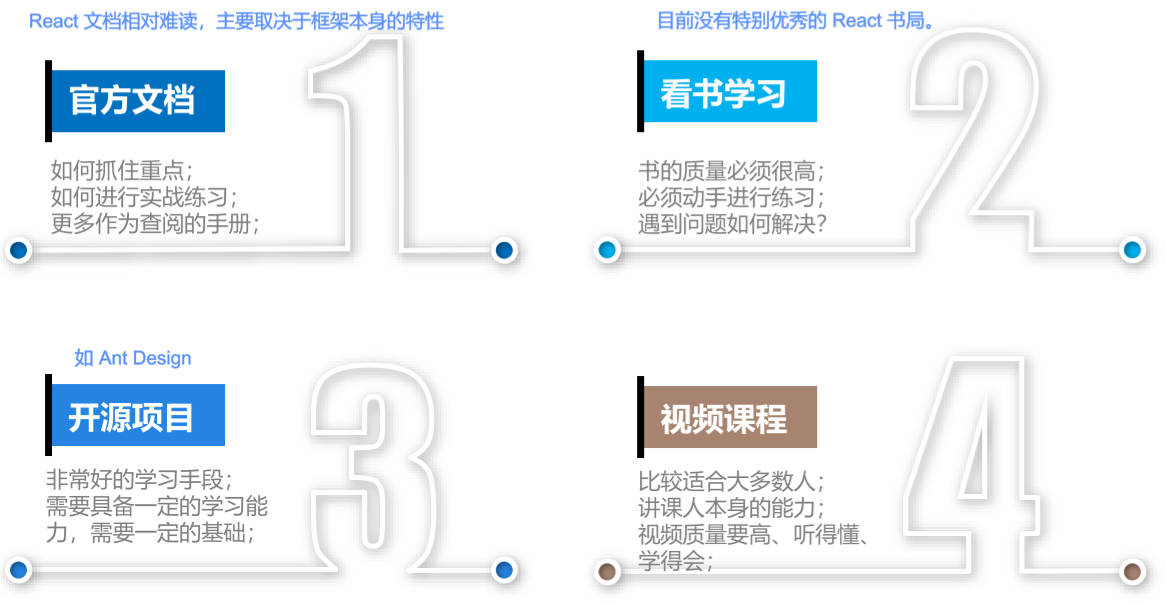 React 文档相对难读，主要取决于框架本身的特性
官方文档
如何抓住重点；
如何进行实战练习；
更多作为查阅的手册；
1
目前没有特别优秀的 React 书局。
看书学习
书的质量必须很高；
必须动手进行练习；
遇到问题如何解决？
2
如 Ant Design
开源项目
非常好的学习手段；
需要具备一定的学习能
力，需要一定的基础；
3
视频课程
比较适合大多数人；
讲课人本身的能力；
视频质量要高、听得懂、
学得会；
4